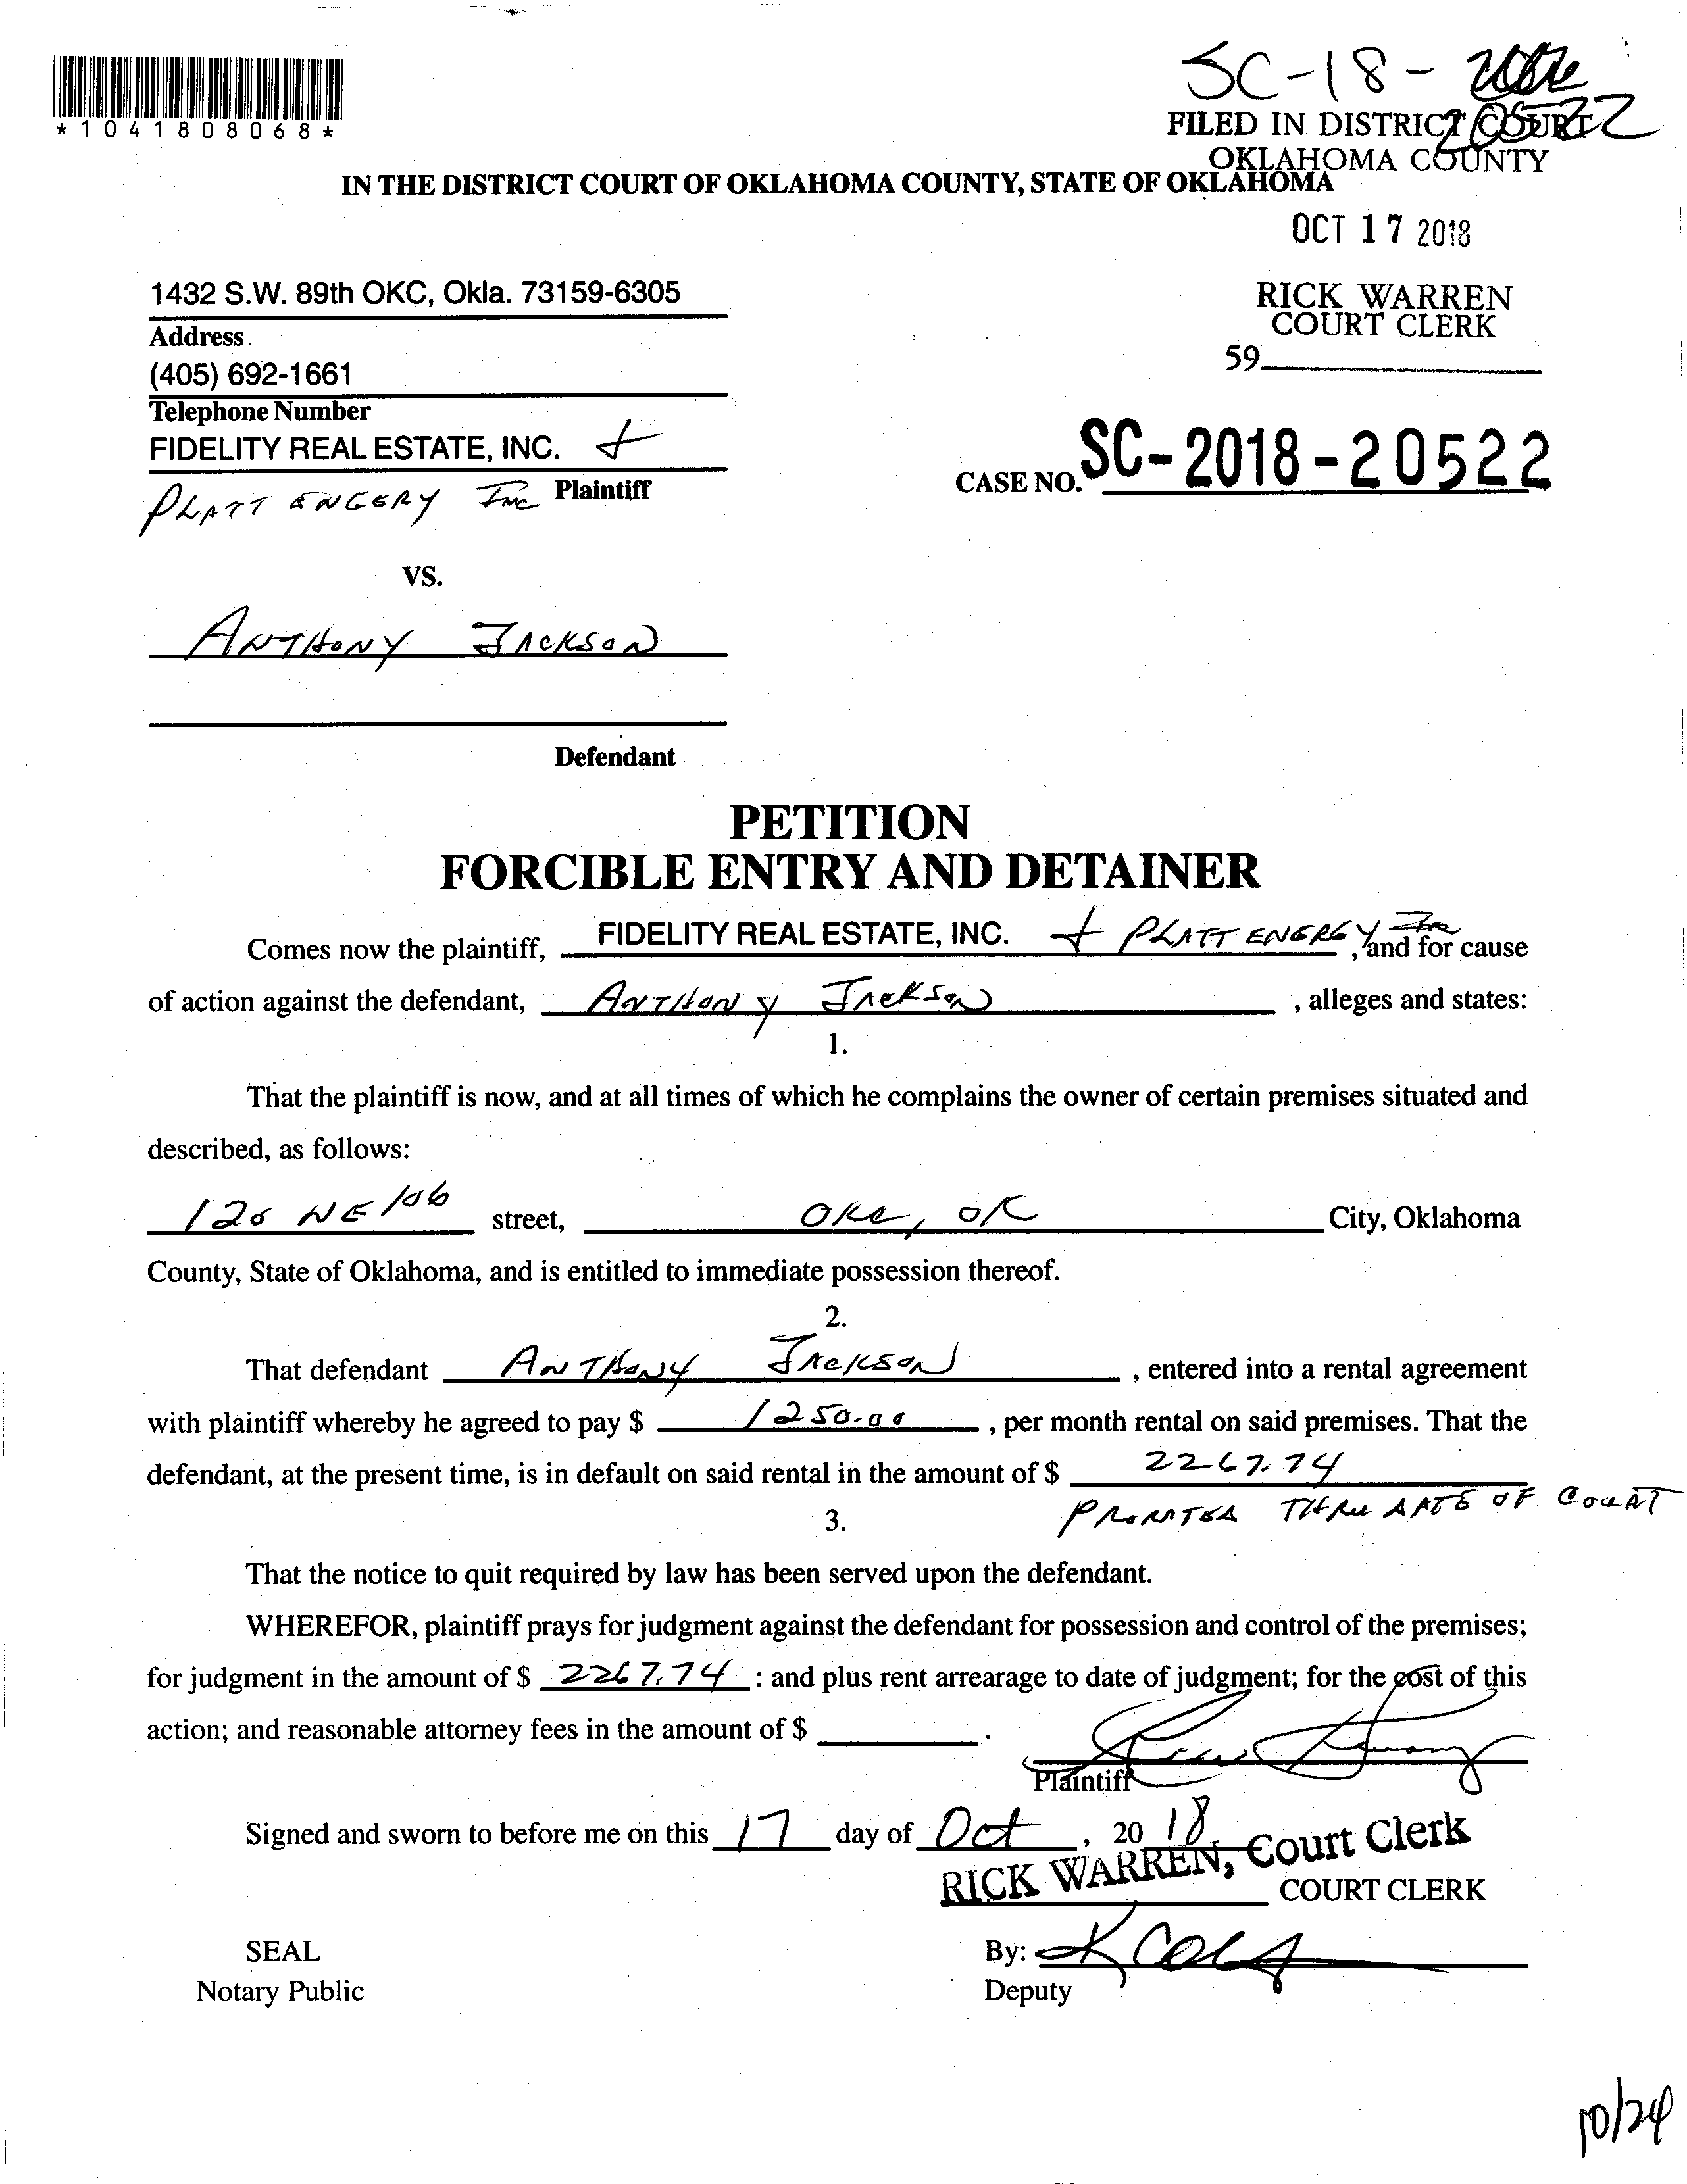 SC-18-
20522
*1041808068*
FILED IN DISTRICT COURT
OKLAHOMA COUNTY
IN THE DISTRICT COURT OF OKLAHOMA COUNTY, STATE OF OKLAHOMA
OCT 17 2018
1432 S.W. 89th OKC, Okla. 73159-6305
RICK WARREN
Address
COURT CLERK
(405) 692-1661
59
Telephone Number
FIDELITY REAL ESTATE, INC. +
CASE NO. SC-2018-20522
PLATT ENGERY Inc Plaintiff
VS.
ANTHONY JACKSON
Defendant
PETITION
FORCIBLE ENTRY AND DETAINER
Comes now the plaintiff, FIDELITY REAL ESTATE, INC. + PLATT ENERGY Inc, and for cause
of action against the defendant, ANTHONY JACKSON, alleges and states:
1.
That the plaintiff is now, and at all times of which he complains the owner of certain premises situated and
described, as follows:
120 NE 106 street, OKC, OK City, Oklahoma
County, State of Oklahoma, and is entitled to immediate possession thereof.
2.
That defendant ANTHONY JACKSON, entered into a rental agreement
with plaintiff whereby he agreed to pay $ 1250.00, per month rental on said premises. That the
defendant, at the present time, is in default on said rental in the amount of $ 2267.74
PRORATED THRU DATE OF COURT
3.
That the notice to quit required by law has been served upon the defendant.
WHEREFOR, plaintiff prays for judgment against the defendant for possession and control of the premises;
for judgment in the amount of $ 2267.74 : and plus rent arrearage to date of judgment; for the cost of this
action; and reasonable attorney fees in the amount of $ .
Plaintiff
Signed and sworn to before me on this 17 day of Oct, 20 18.
RICK WARREN, Court Clerk
COURT CLERK
SEAL
By:
Notary Public
Deputy
10/24